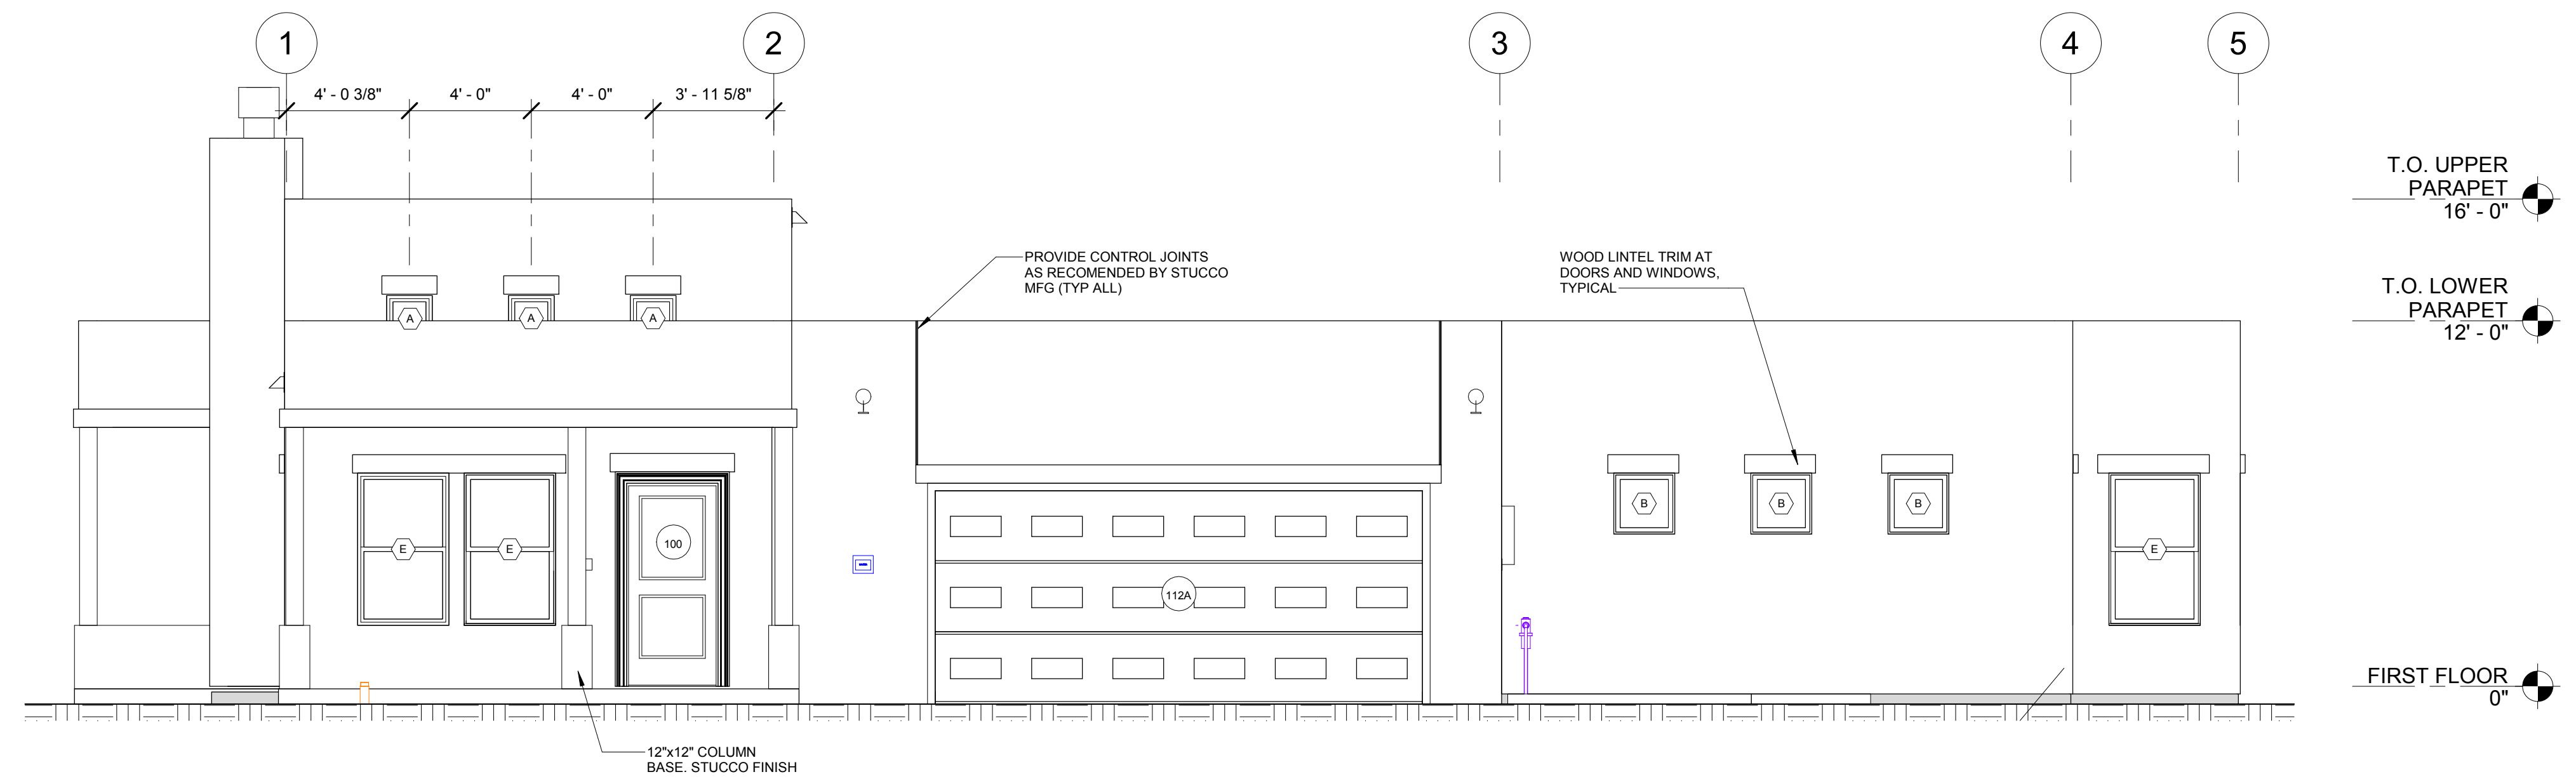 1
2
3
4
5
4' - 0 3/8"
4' - 0"
4' - 0"
3' - 11 5/8"
T.O. UPPER
PARAPET
16' - 0"
PROVIDE CONTROL JOINTS
AS RECOMENDED BY STUCCO
MFG (TYP ALL)
WOOD LINTEL TRIM AT
DOORS AND WINDOWS,
TYPICAL
T.O. LOWER
PARAPET
12' - 0"
A
A
A
B
B
B
E
E
100
E
112A
FIRST FLOOR
0"
12"x12" COLUMN
BASE. STUCCO FINISH